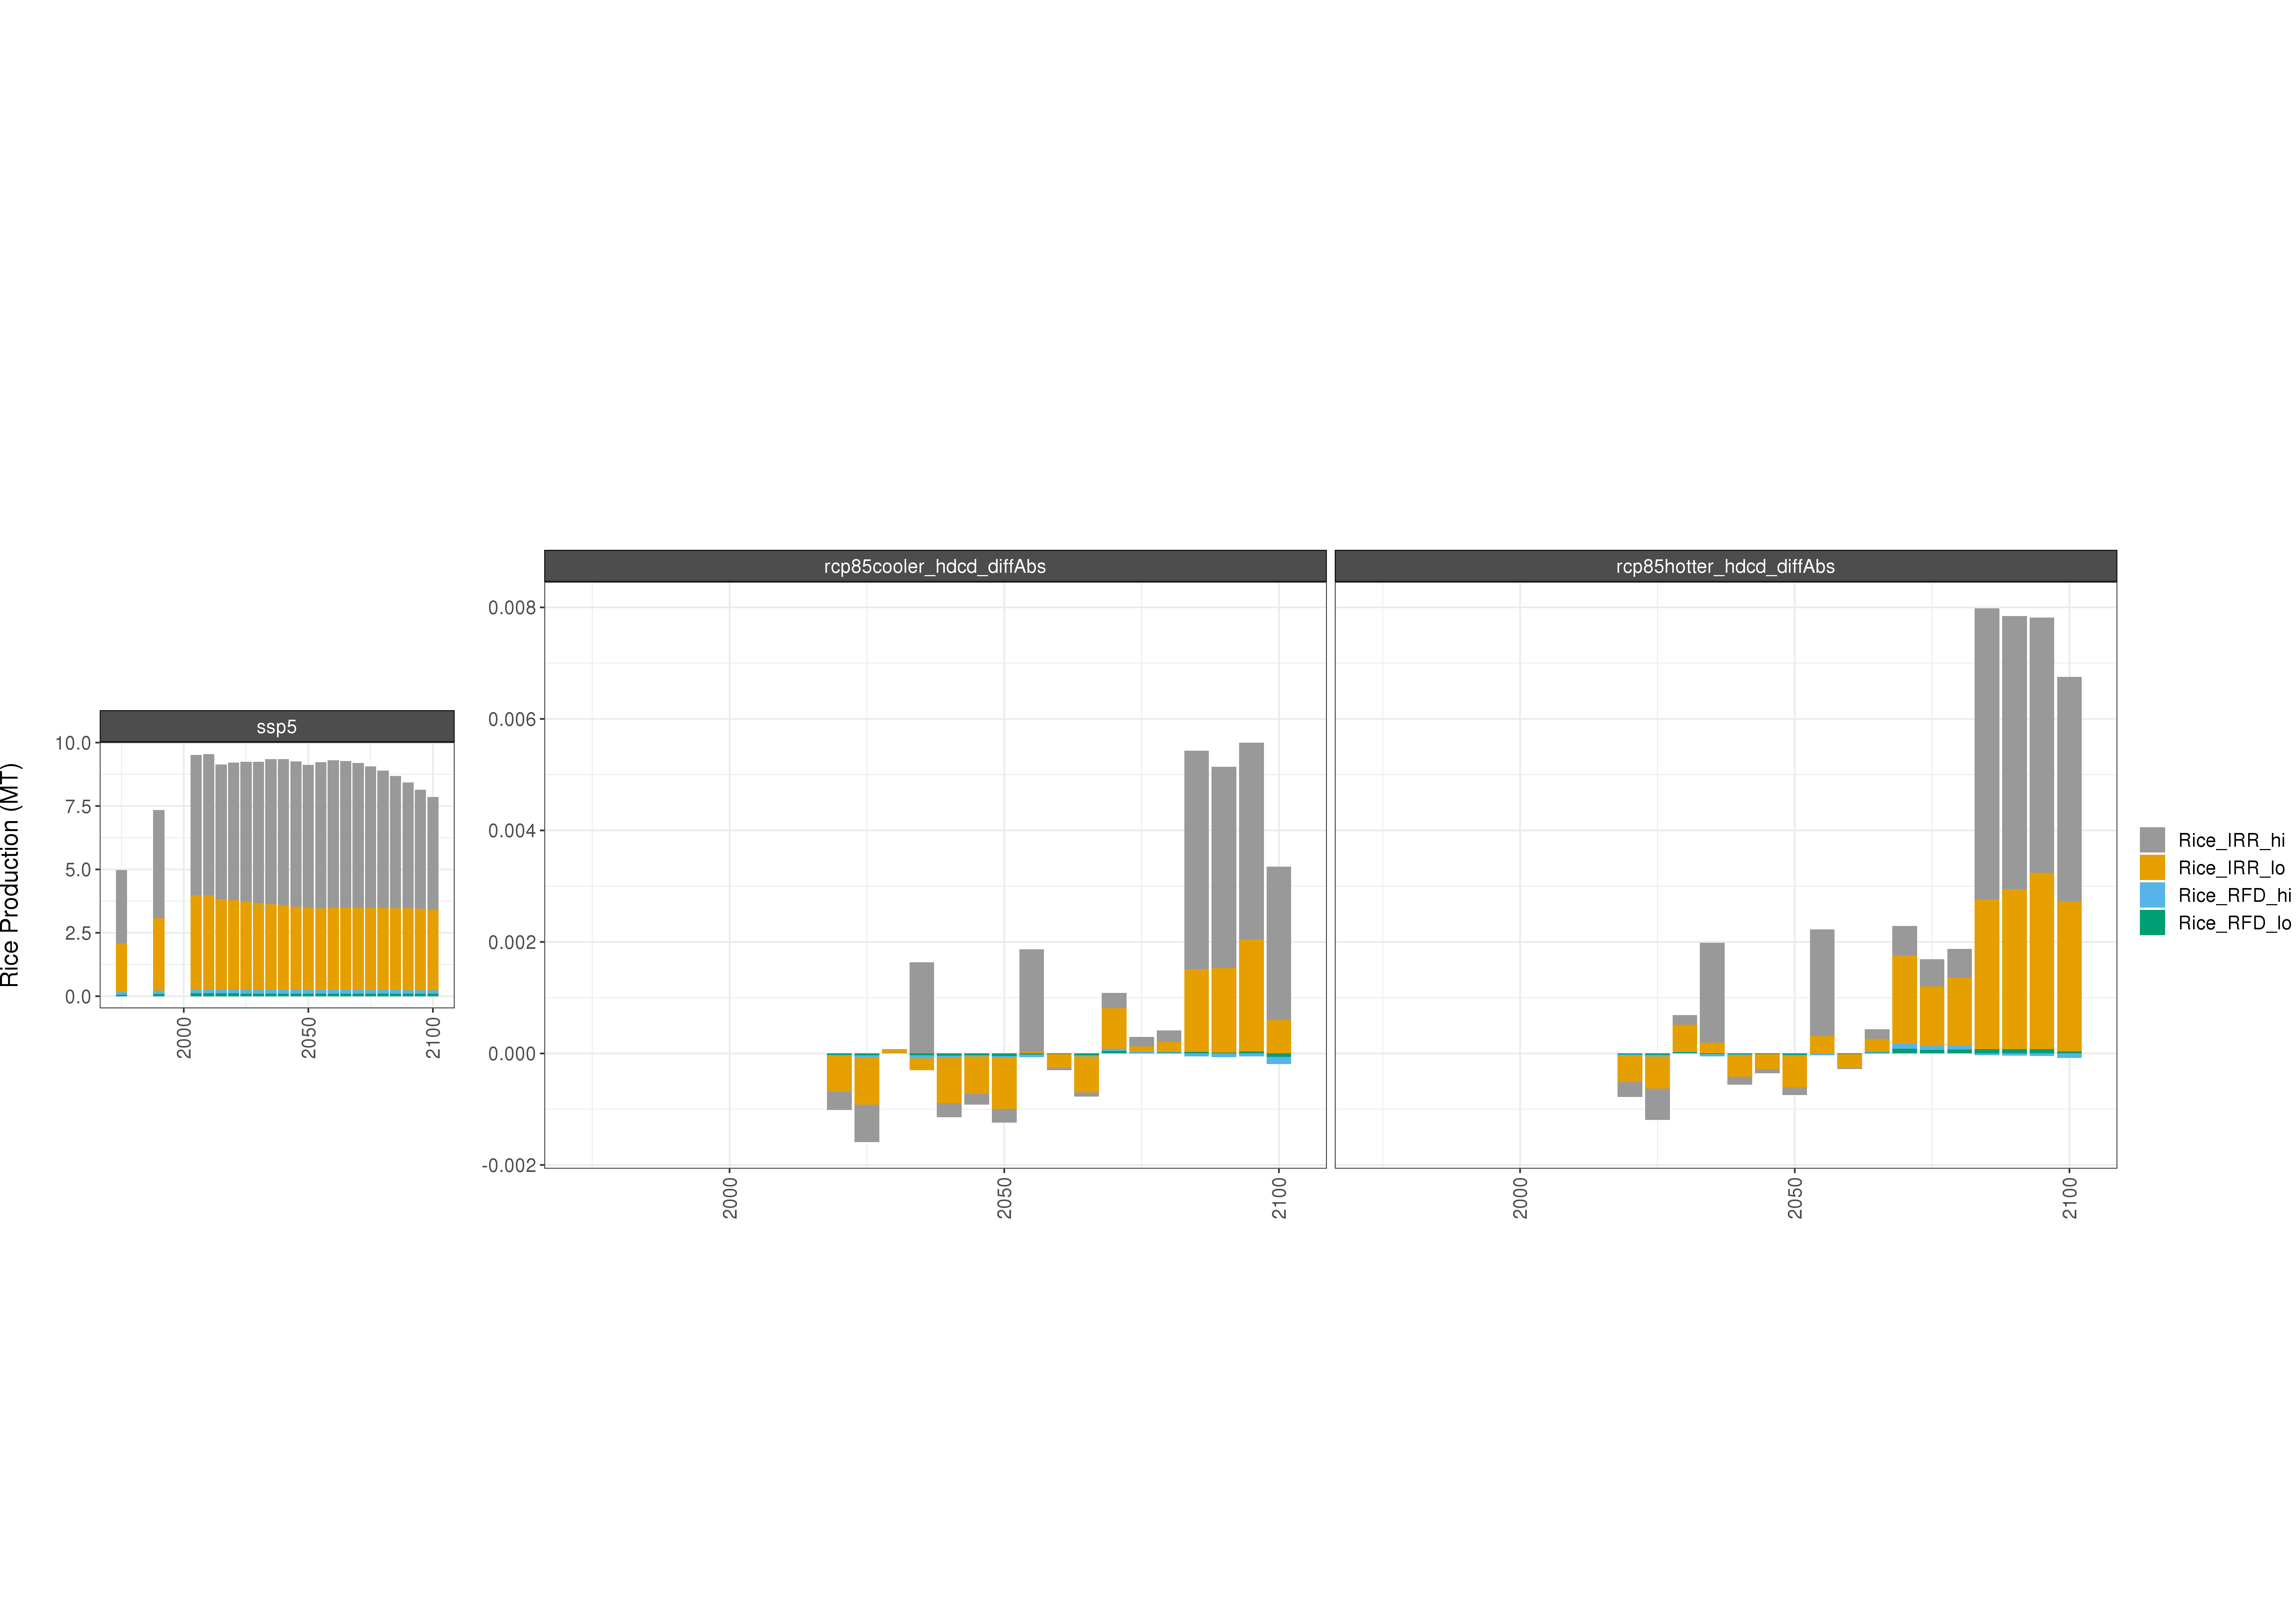 Rice Production (MT)
ssp5
10.0
7.5
5.0
2.5
0.0
2000
2050
2100
rcp85cooler_hdcd_diffAbs
rcp85hotter_hdcd_diffAbs
0.008
0.006
0.004
0.002
0.000
-0.002
2000
2050
2100
2000
2050
2100
Rice_IRR_hi
Rice_IRR_lo
Rice_RFD_hi
Rice_RFD_lo